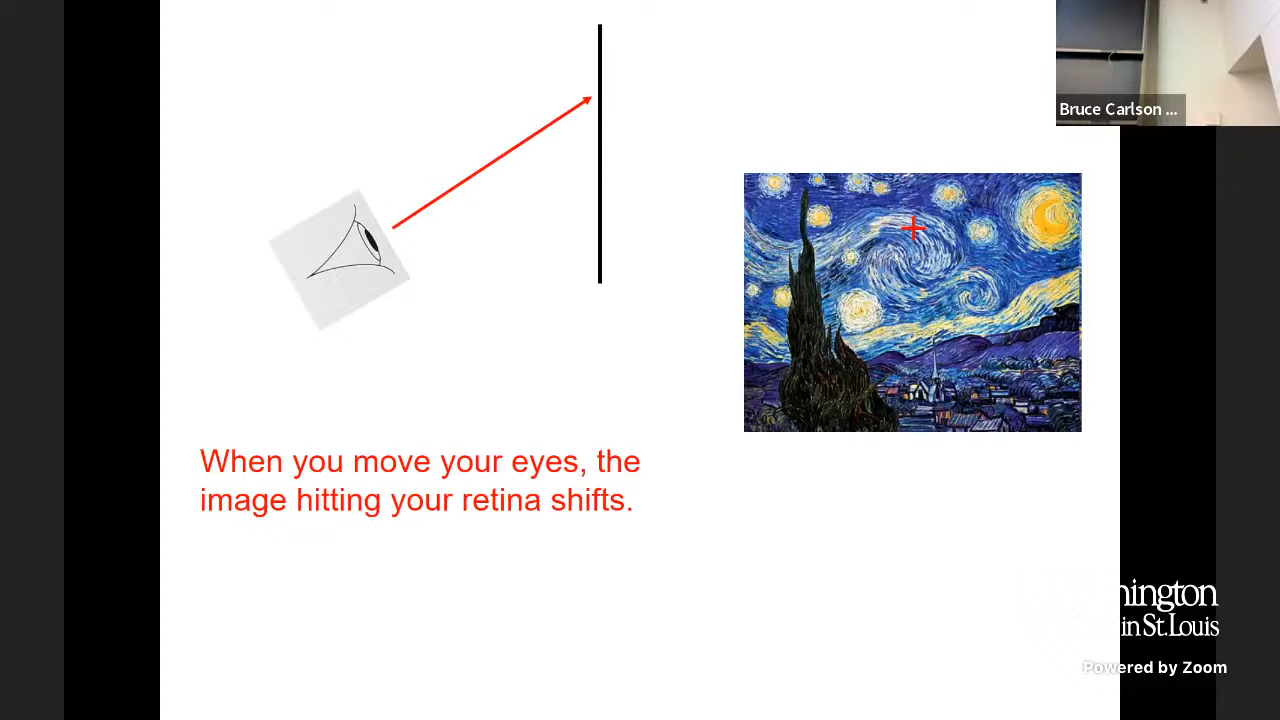 Bruce Carlson ...
When you move your eyes, the
image hitting your retina shifts.
hington
in St.Louis
Powered by Zoom